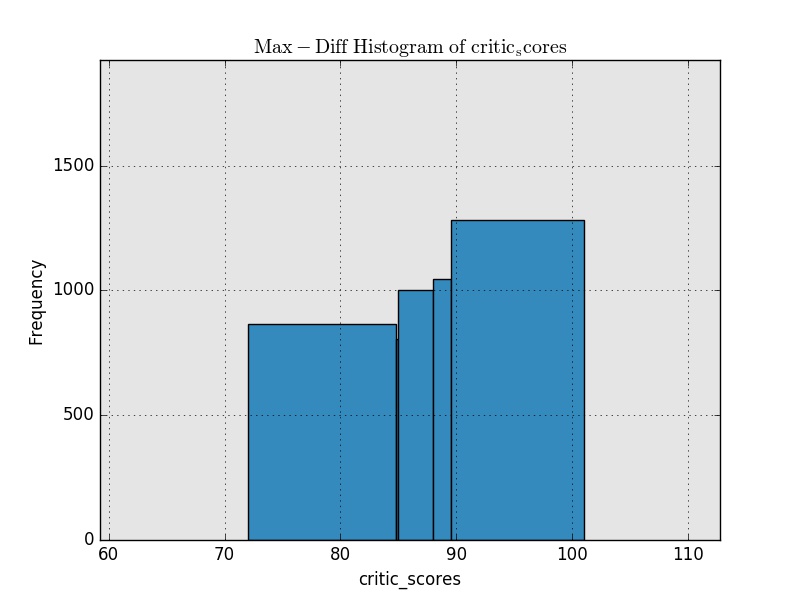 Max − Diff Histogram of critic_scores
Frequency
1500
1000
500
0
60 70 80 90 100 110
critic_scores